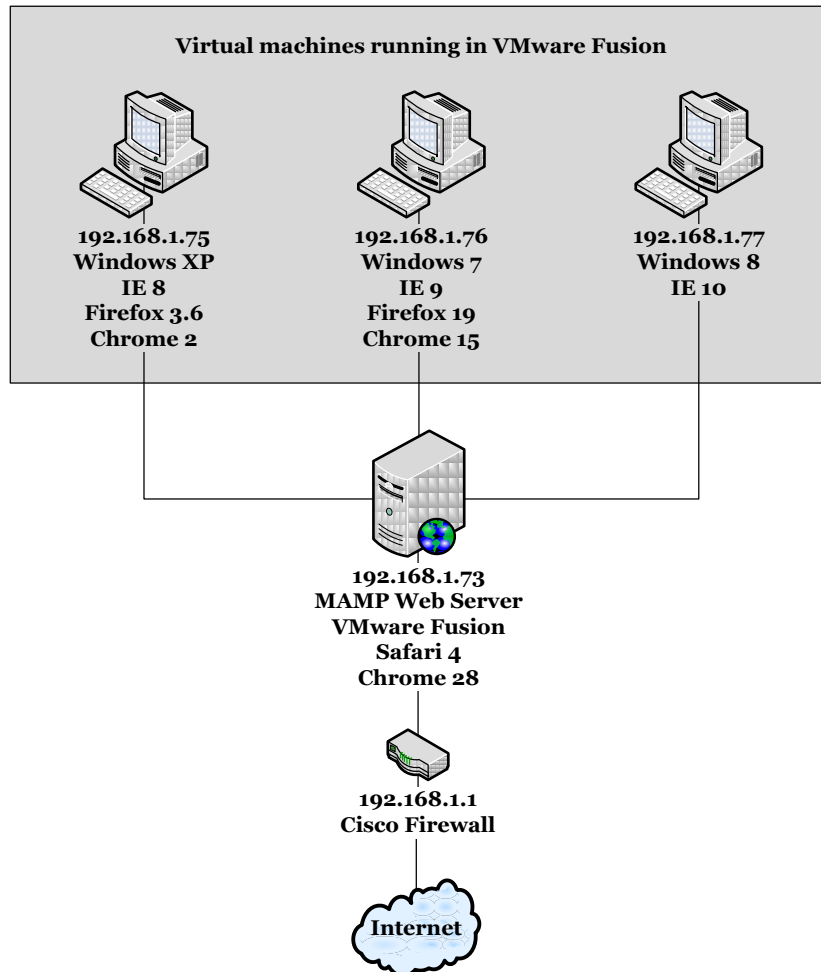 Virtual machines running in VMware Fusion
192.168.1.75
Windows XP
IE 8
Firefox 3.6
Chrome 2
192.168.1.76
Windows 7
IE 9
Firefox 19
Chrome 15
192.168.1.77
Windows 8
IE 10
192.168.1.73
MAMP Web Server
VMware Fusion
Safari 4
Chrome 28
192.168.1.1
Cisco Firewall
Internet